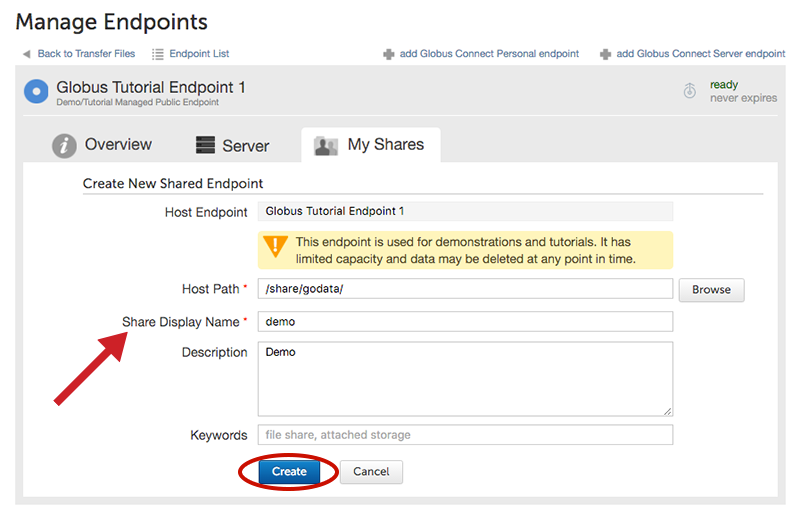 Manage Endpoints
Back to Transfer Files
Endpoint List
add Globus Connect Personal endpoint
add Globus Connect Server endpoint
Globus Tutorial Endpoint 1
Demo/Tutorial Managed Public Endpoint
ready
never expires
Overview
Server
My Shares
Create New Shared Endpoint
Host Endpoint
Globus Tutorial Endpoint 1
This endpoint is used for demonstrations and tutorials. It has
limited capacity and data may be deleted at any point in time.
Host Path *
/share/godata/
Browse
Share Display Name *
demo
Description
Demo
Keywords
file share, attached storage
Create
Cancel